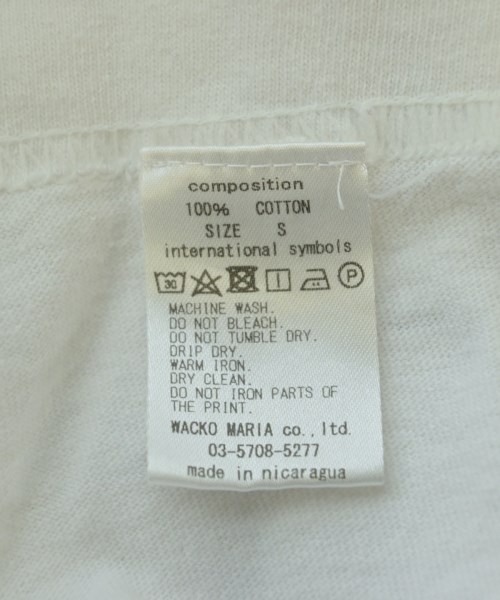 composition
100% COTTON
SIZE S
international symbols
30 P
MACHINE WASH.
DO NOT BLEACH.
DO NOT TUMBLE DRY.
DRIP DRY.
WARM IRON.
DRY CLEAN.
DO NOT IRON PARTS OF
THE PRINT.
WACKO MARIA co.,ltd.
03-5708-5277
made in nicaragua